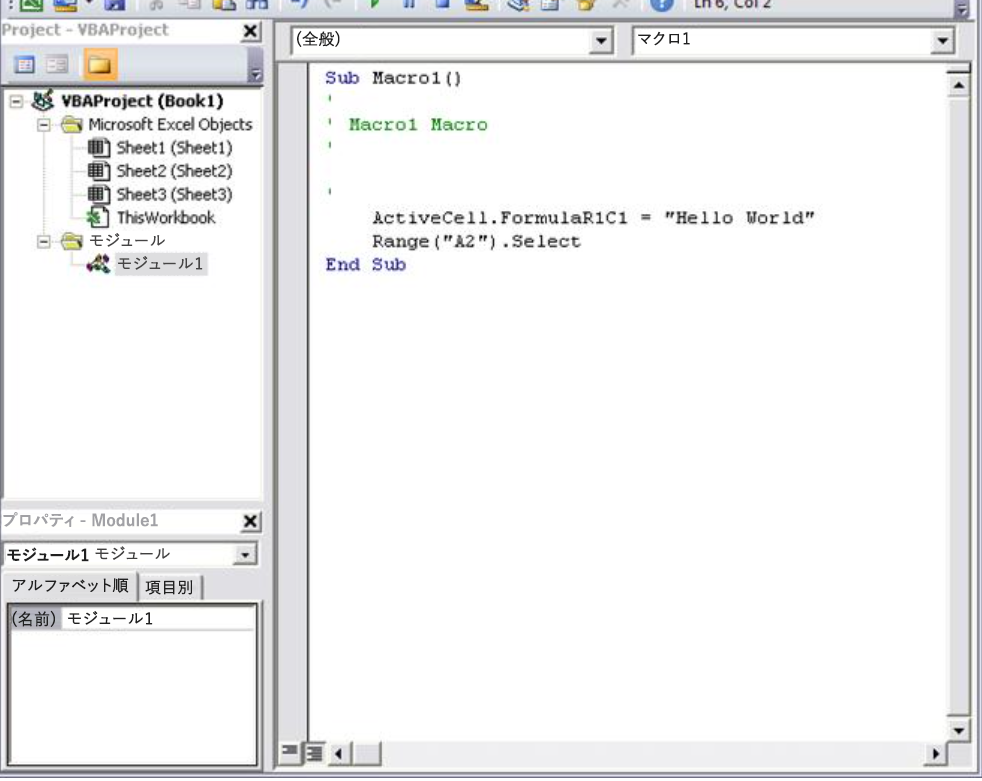 Ln 6, Col 2
Project - VBAProject
VBAProject (Book1)
Microsoft Excel Objects
Sheet1 (Sheet1)
Sheet2 (Sheet2)
Sheet3 (Sheet3)
ThisWorkbook
モジュール
モジュール1
プロパティ - Module1
モジュール1 モジュール
アルファベット順 項目別
(名前) モジュール1
(全般) マクロ1
Sub Macro1()
'
' Macro1 Macro
'
'
ActiveCell.FormulaR1C1 = "Hello World"
Range("A2").Select
End Sub